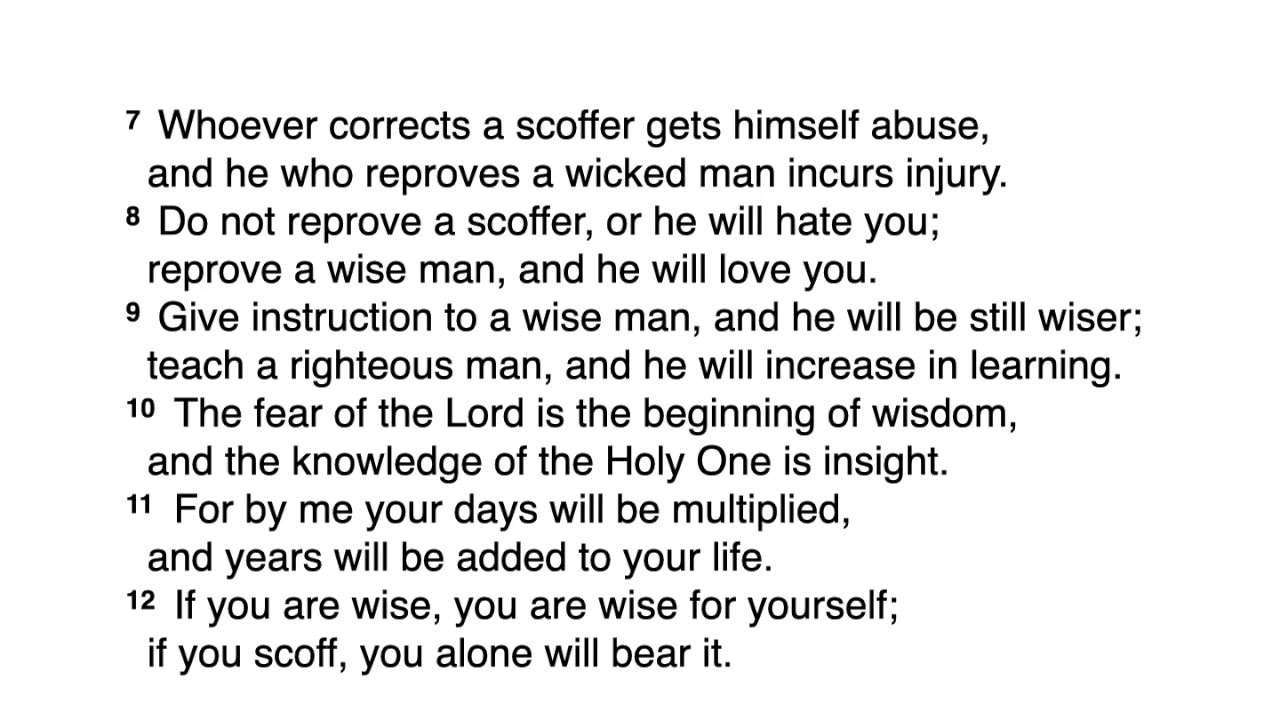 7 Whoever corrects a scoffer gets himself abuse,
and he who reproves a wicked man incurs injury.
8 Do not reprove a scoffer, or he will hate you;
reprove a wise man, and he will love you.
9 Give instruction to a wise man, and he will be still wiser;
teach a righteous man, and he will increase in learning.
10 The fear of the Lord is the beginning of wisdom,
and the knowledge of the Holy One is insight.
11 For by me your days will be multiplied,
and years will be added to your life.
12 If you are wise, you are wise for yourself;
if you scoff, you alone will bear it.